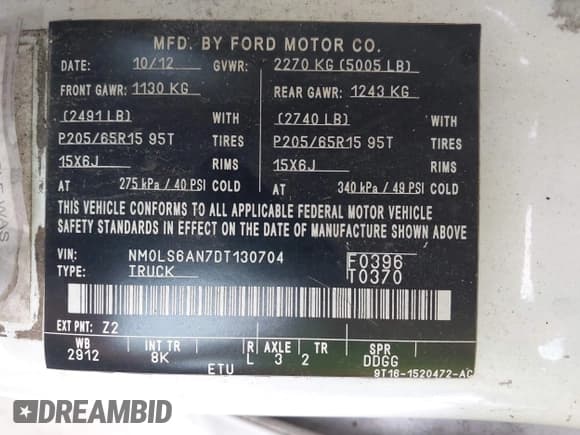 MFD. BY FORD MOTOR CO.
DATE: 10/12 GVWR: 2270 KG (5005 LB)
FRONT GAWR: 1130 KG REAR GAWR: 1243 KG
(2491 LB) WITH (2740 LB) WITH
P205/65R15 95T TIRES P205/65R15 95T TIRES
15X6J RIMS 15X6J RIMS
AT 275 kPa / 40 PSI COLD AT 340 kPa / 49 PSI COLD
THIS VEHICLE CONFORMS TO ALL APPLICABLE FEDERAL MOTOR VEHICLE
SAFETY STANDARDS IN EFFECT ON THE DATE OF MANUFACTURE SHOWN ABOVE
VIN: NM0LS6AN7DT130704 F0396
TYPE: TRUCK T0370
EXT PNT: Z2
WB INT TR R AXLE TR SPR
2912 8K L 3 2 DDGG
ETU 9T16-1520472-AC
DREAMBID